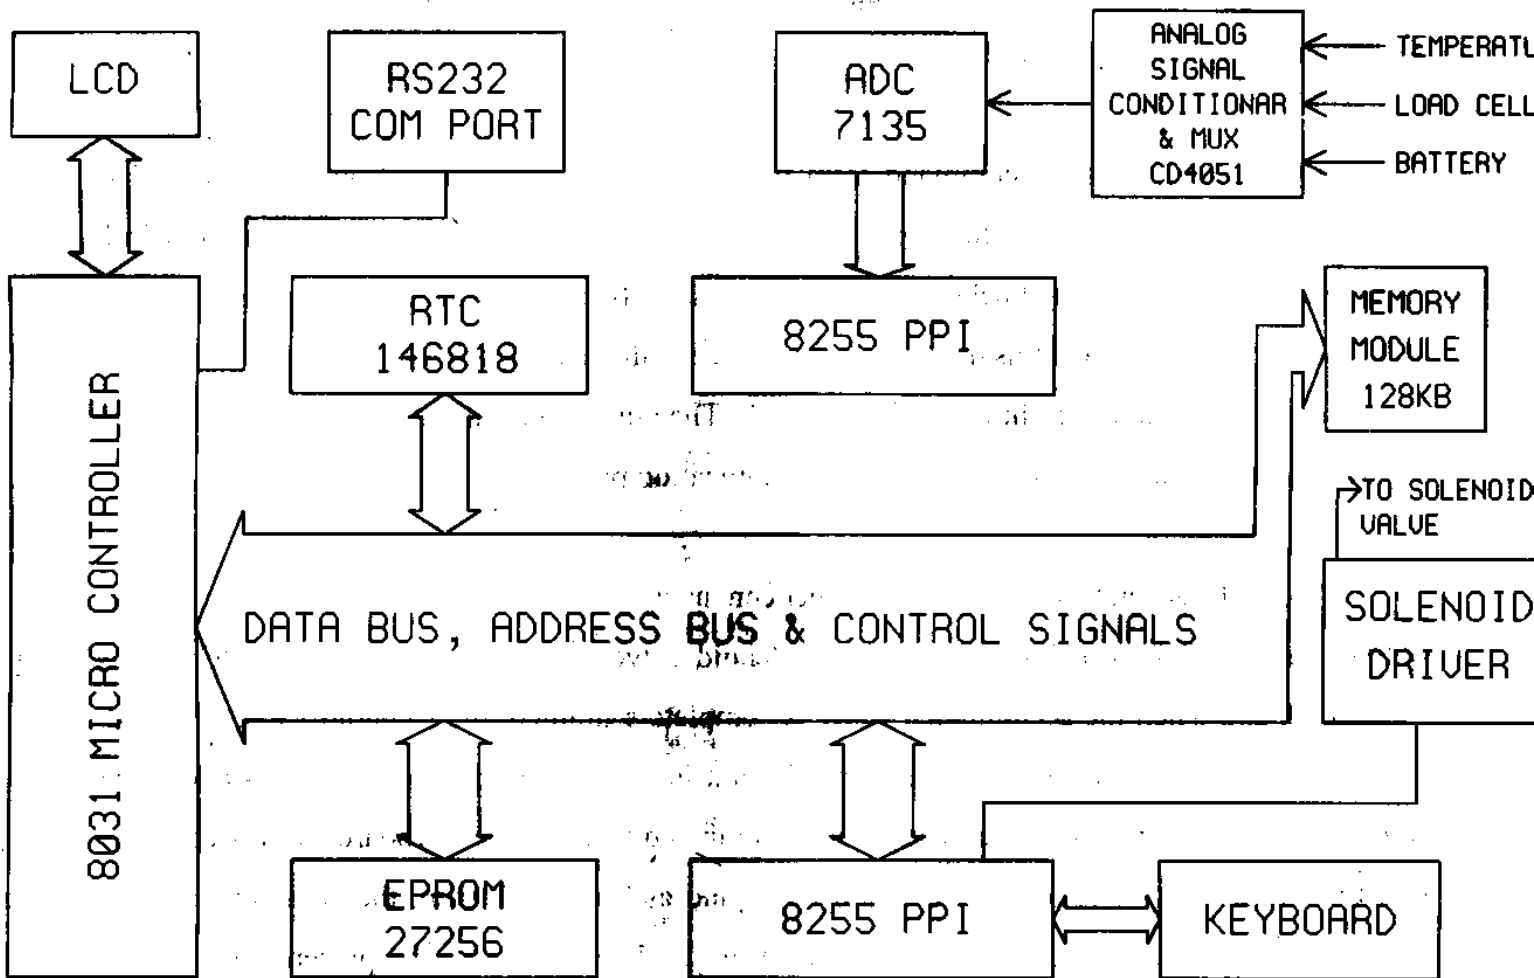 LCD
RS232
COM PORT
ADC
7135
ANALOG
SIGNAL
CONDITIONAR
& MUX
CD4051
TEMPERATU
LOAD CELL
BATTERY
RTC
146818
8255 PPI
MEMORY
MODULE
128KB
8031 MICRO CONTROLLER
DATA BUS, ADDRESS BUS & CONTROL SIGNALS
TO SOLENOID
VALVE
SOLENOID
DRIVER
EPROM
27256
8255 PPI
KEYBOARD